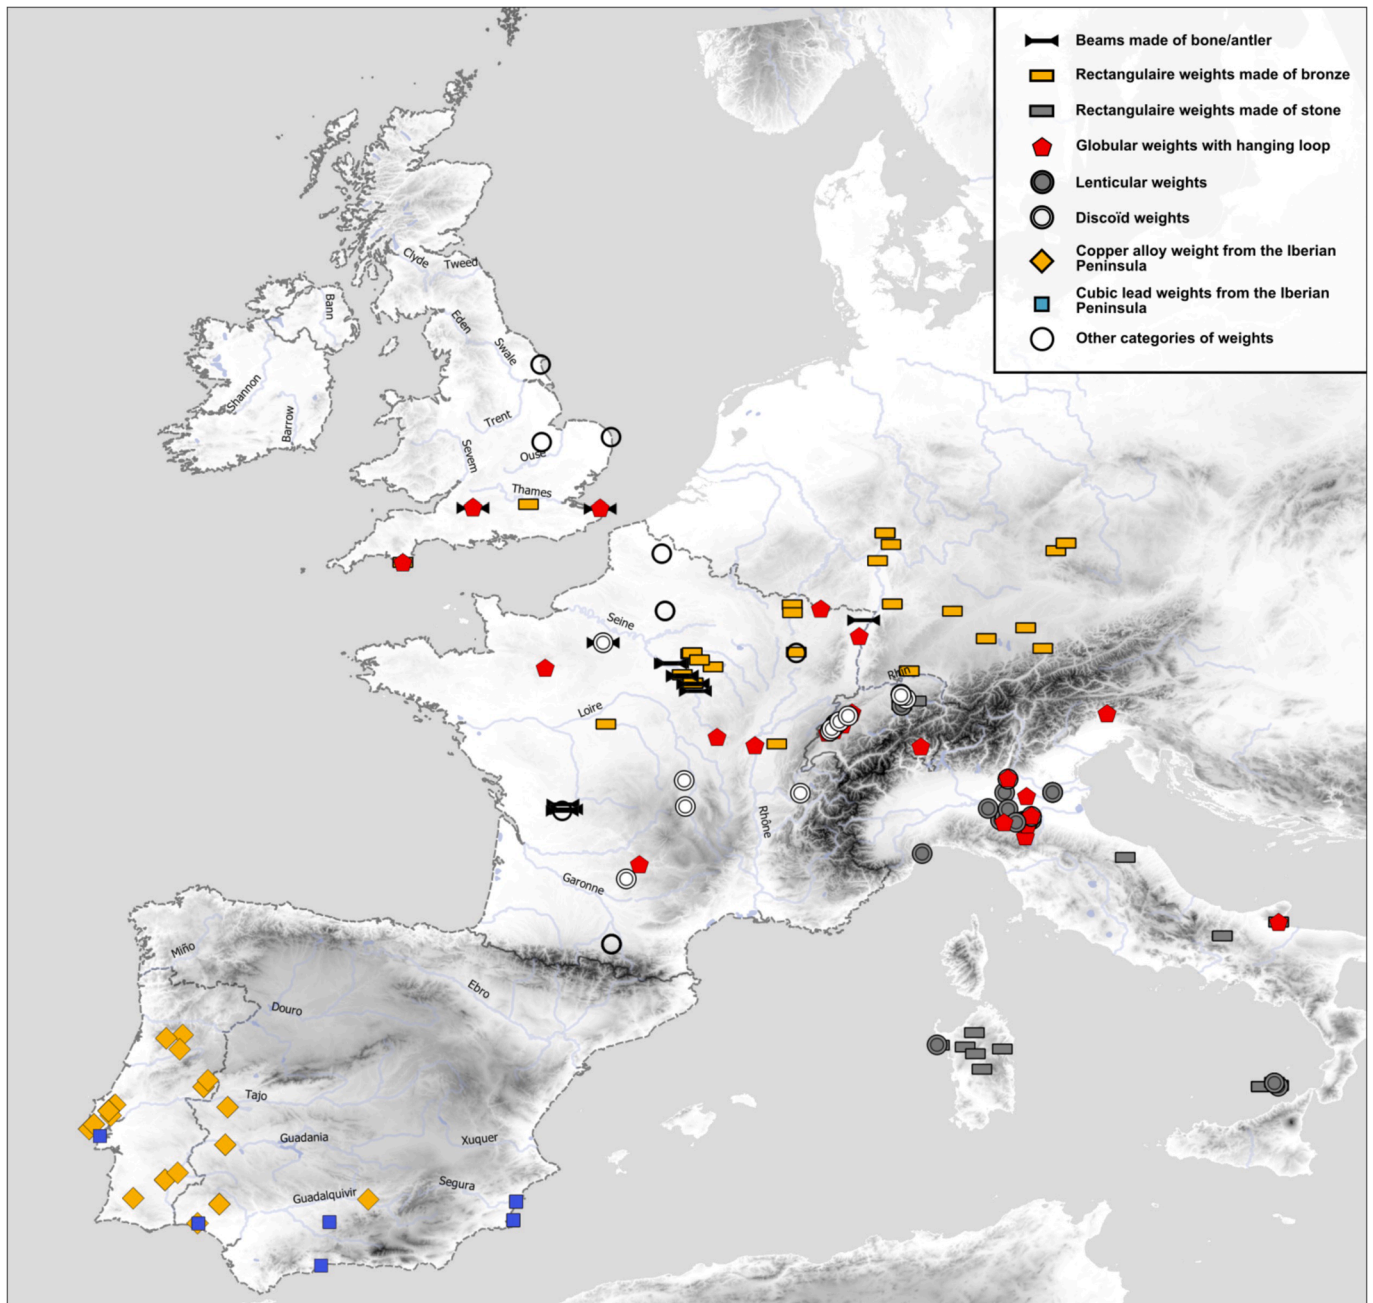 Beams made of bone/antler
Rectangulaire weights made of bronze
Rectangulaire weights made of stone
Globular weights with hanging loop
Lenticular weights
Discoïd weights
Copper alloy weight from the Iberian
Peninsula
Cubic lead weights from the Iberian
Peninsula
Other categories of weights
Clyde
Tweed
Bann
Eden
Swale
Shannon
Barrow
Trent
Severn
Ouse
Thames
Seine
Rhin
Loire
Rhône
Garonne
Miño
Ebro
Douro
Tajo
Guadania
Xuquer
Segura
Guadalquivir